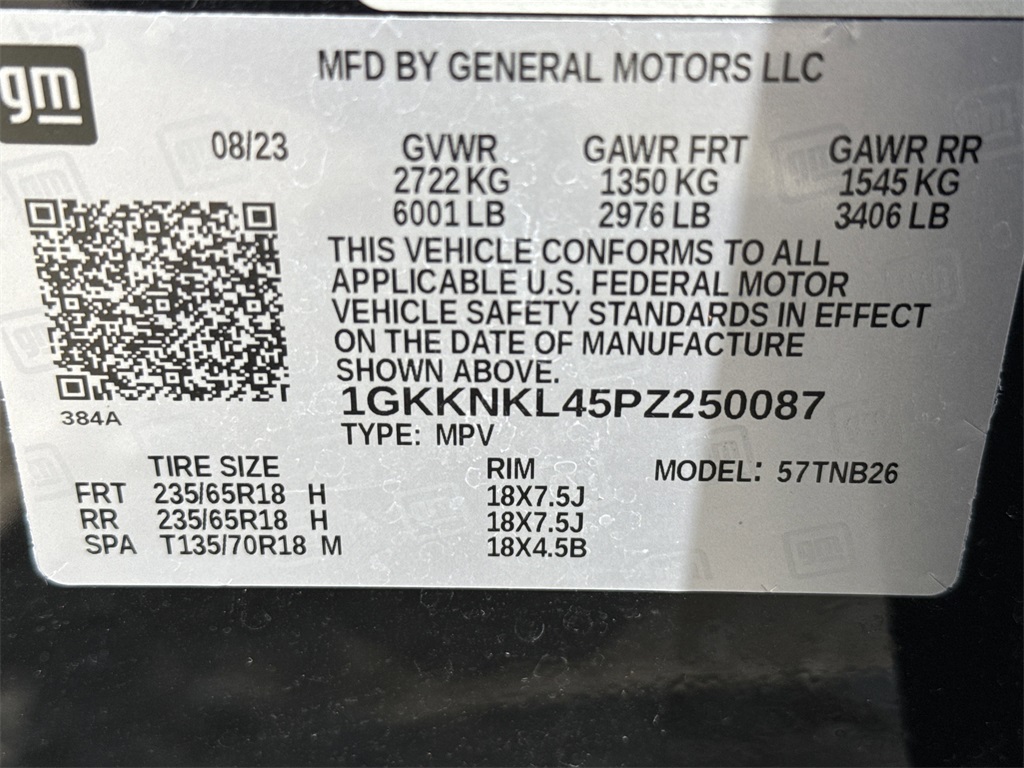 gm
MFD BY GENERAL MOTORS LLC
08/23 GVWR GAWR FRT GAWR RR
2722 KG 1350 KG 1545 KG
6001 LB 2976 LB 3406 LB
THIS VEHICLE CONFORMS TO ALL
APPLICABLE U.S. FEDERAL MOTOR
VEHICLE SAFETY STANDARDS IN EFFECT
ON THE DATE OF MANUFACTURE
SHOWN ABOVE.
384A
1GKKNKL45PZ250087
TYPE: MPV
TIRE SIZE RIM MODEL: 57TNB26
FRT 235/65R18 H 18X7.5J
RR 235/65R18 H 18X7.5J
SPA T135/70R18 M 18X4.5B